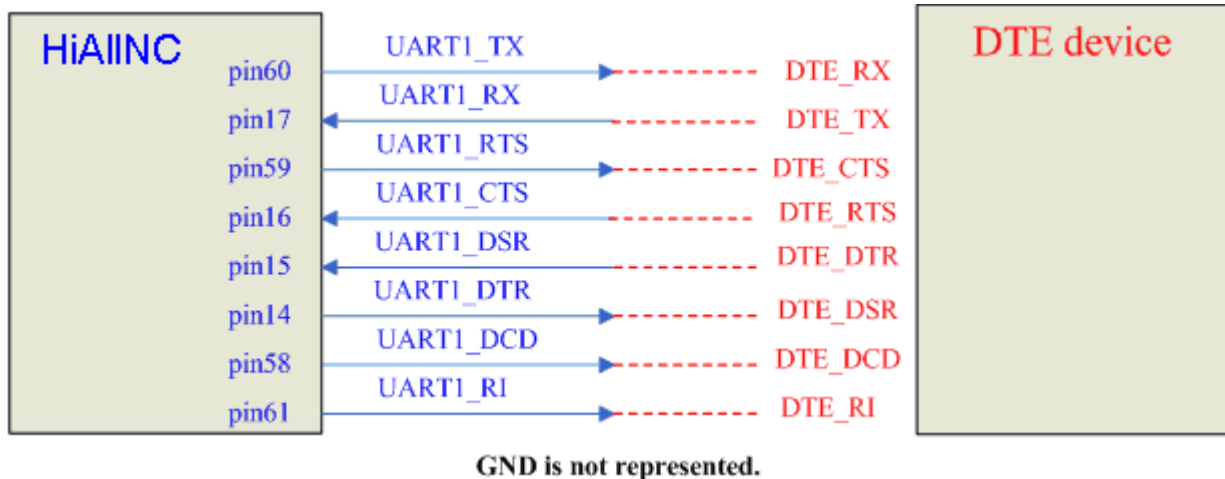 HiAllNC
DTE device
UART1_TX
pin60
DTE_RX
UART1_RX
pin17
DTE_TX
UART1_RTS
pin59
DTE_CTS
UART1_CTS
pin16
DTE_RTS
UART1_DSR
pin15
DTE_DTR
UART1_DTR
pin14
DTE_DSR
UART1_DCD
pin58
DTE_DCD
UART1_RI
pin61
DTE_RI
GND is not represented.